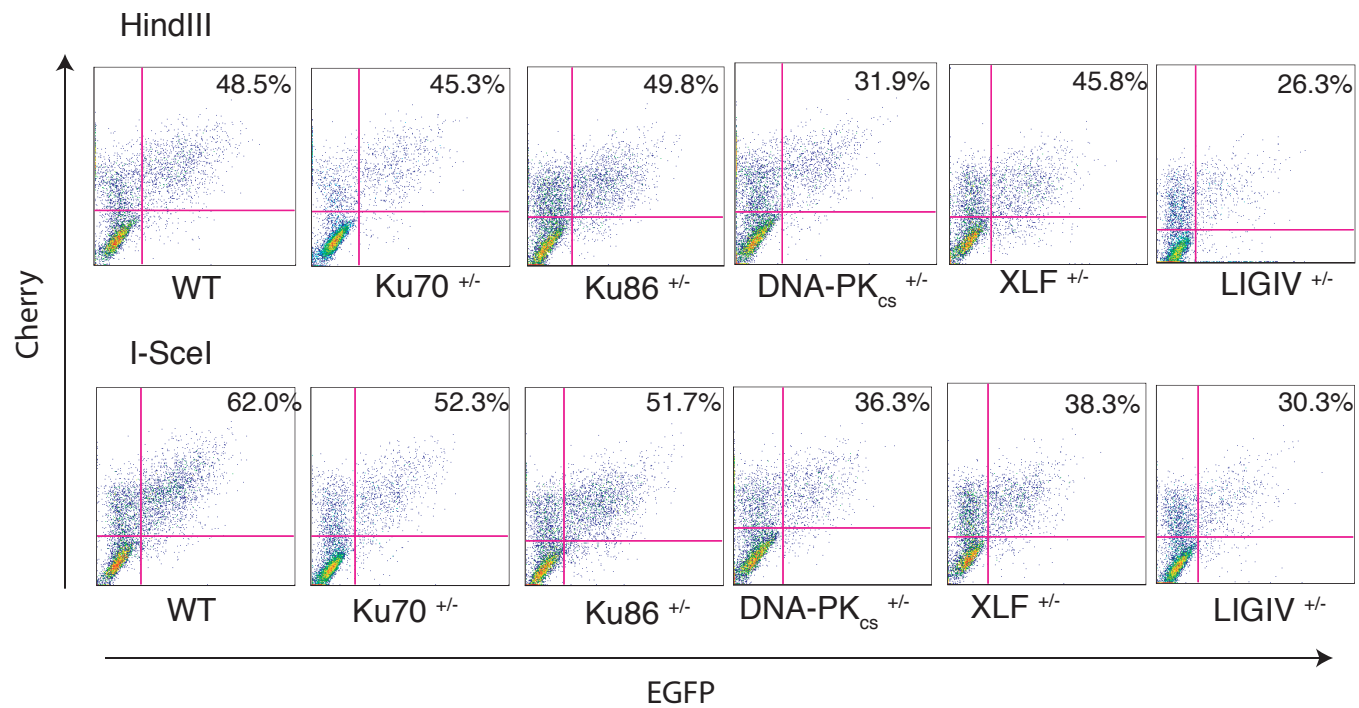 HindIII
48.5% 45.3% 49.8% 31.9% 45.8% 26.3%
WT Ku70 +/- Ku86 +/- DNA-PKcs +/- XLF +/- LIGIV +/-
Cherry
I-SceI
62.0% 52.3% 51.7% 36.3% 38.3% 30.3%
WT Ku70 +/- Ku86 +/- DNA-PKcs +/- XLF +/- LIGIV +/-
EGFP